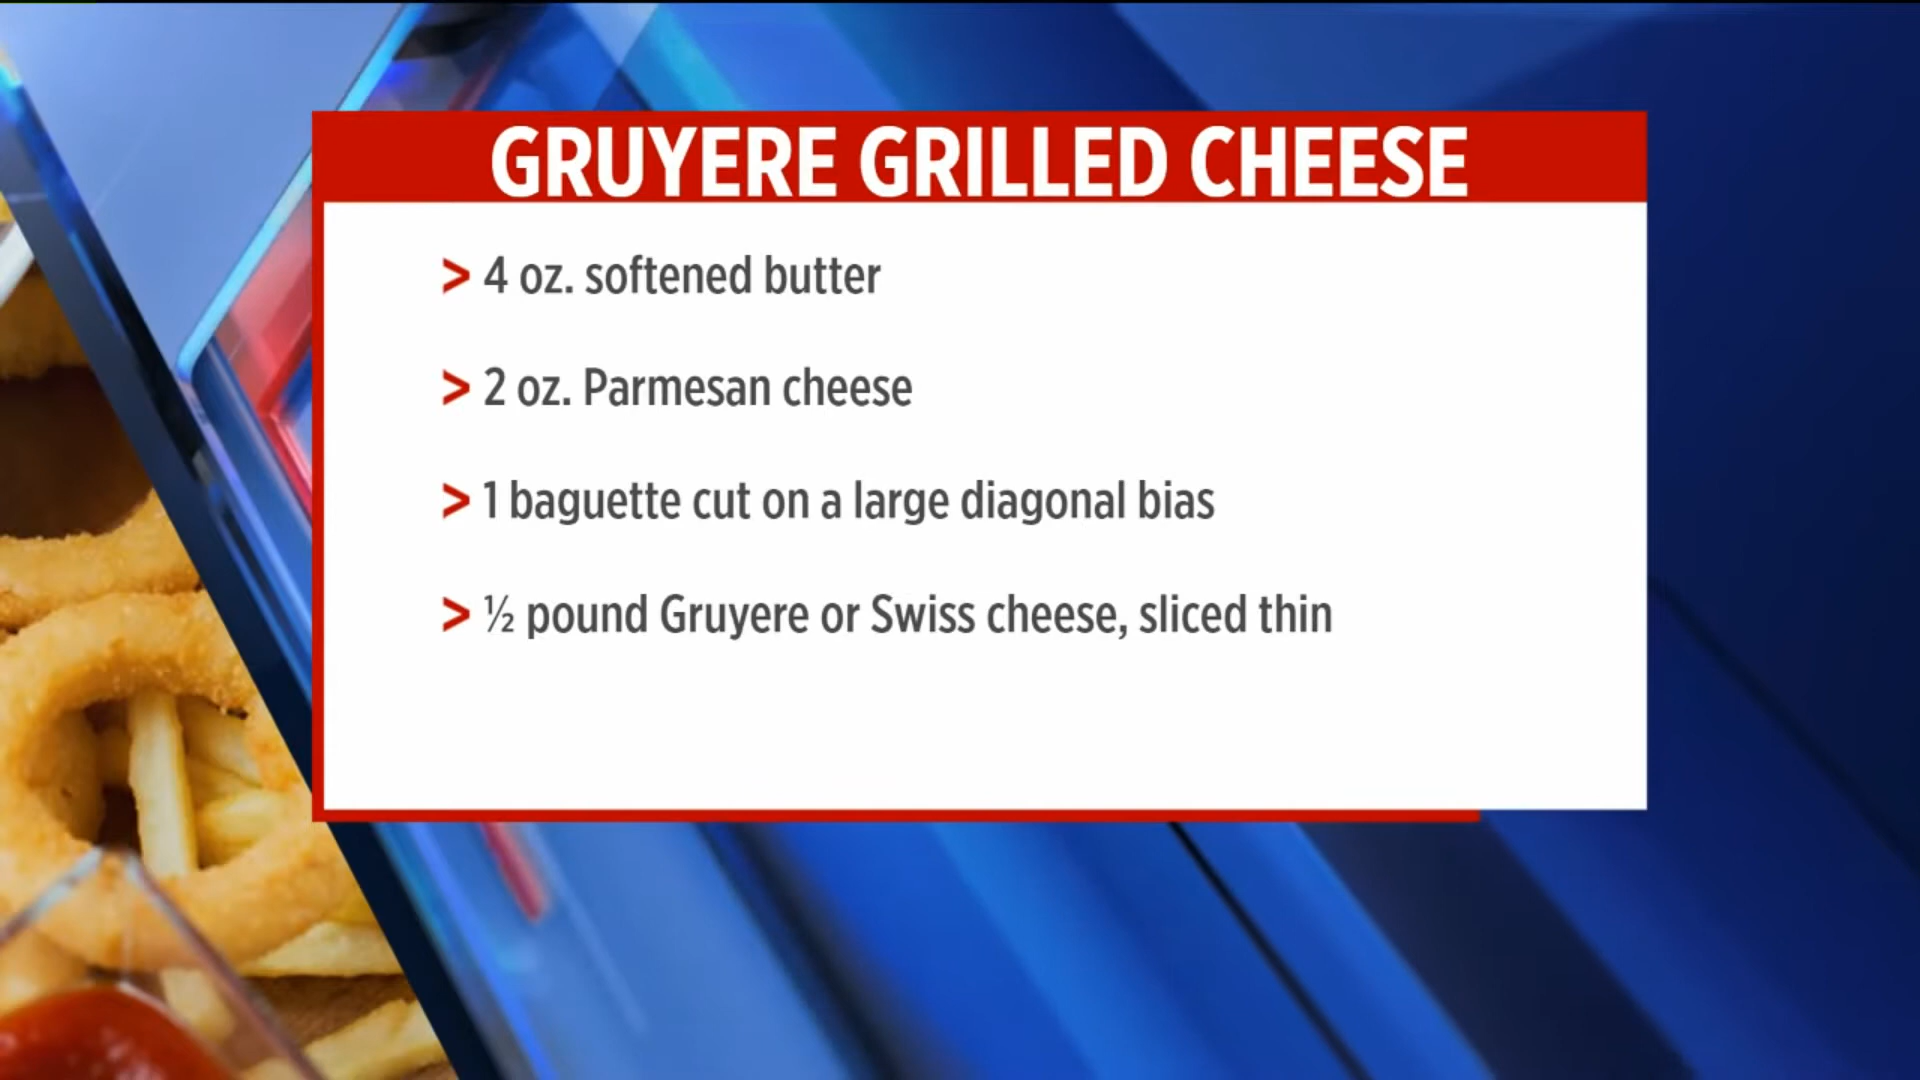 GRUYERE GRILLED CHEESE
> 4 oz. softened butter
> 2 oz. Parmesan cheese
> 1 baguette cut on a large diagonal bias
> ½ pound Gruyere or Swiss cheese, sliced thin